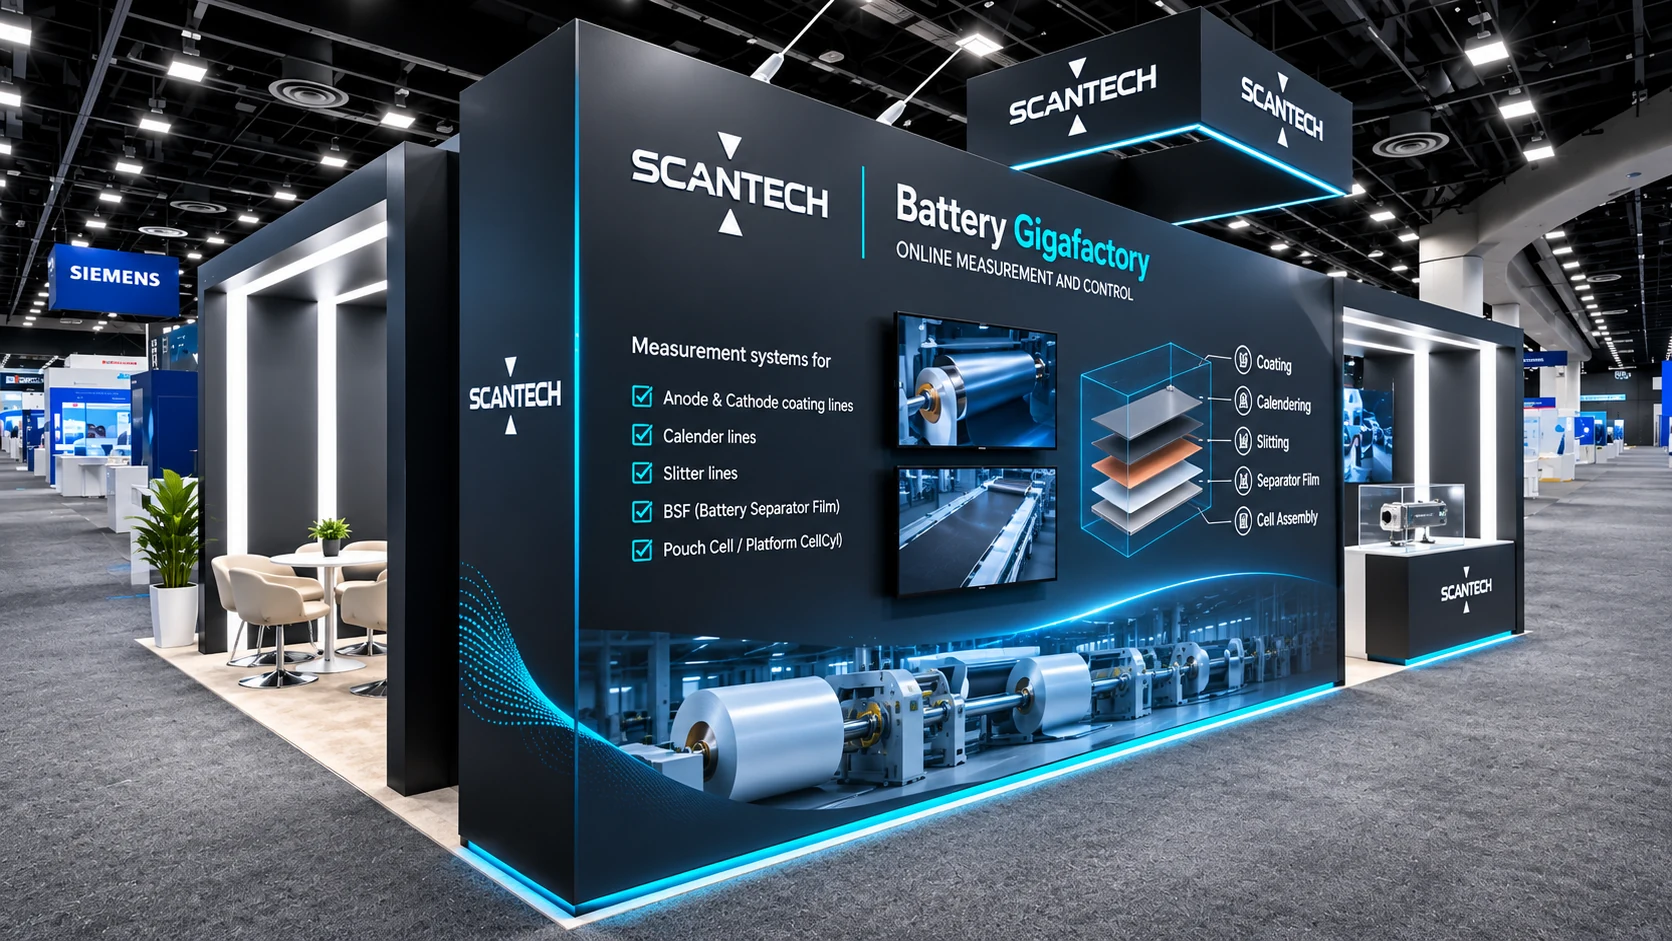 SCANTECH
SCANTECH
SIEMENS
SCANTECH
Battery Gigafactory
ONLINE MEASUREMENT AND CONTROL
Measurement systems for
Anode & Cathode coating lines
Calender lines
Slitter lines
BSF (Battery Separator Film)
Pouch Cell / Platform CellCyl)
Coating
Calendering
Slitting
Separator Film
Cell Assembly
SCANTECH
SCANTECH